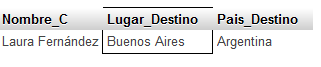 Nombre_C Lugar_Destino Pais_Destino
Laura Fernández Buenos Aires Argentina